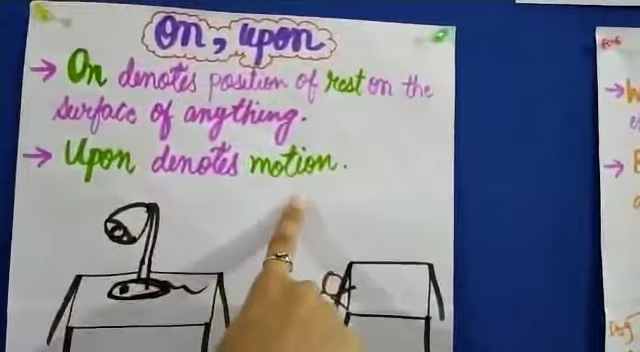 On, upon
→ On denotes position of rest on the
surface of anything.
→ Upon denotes motion.